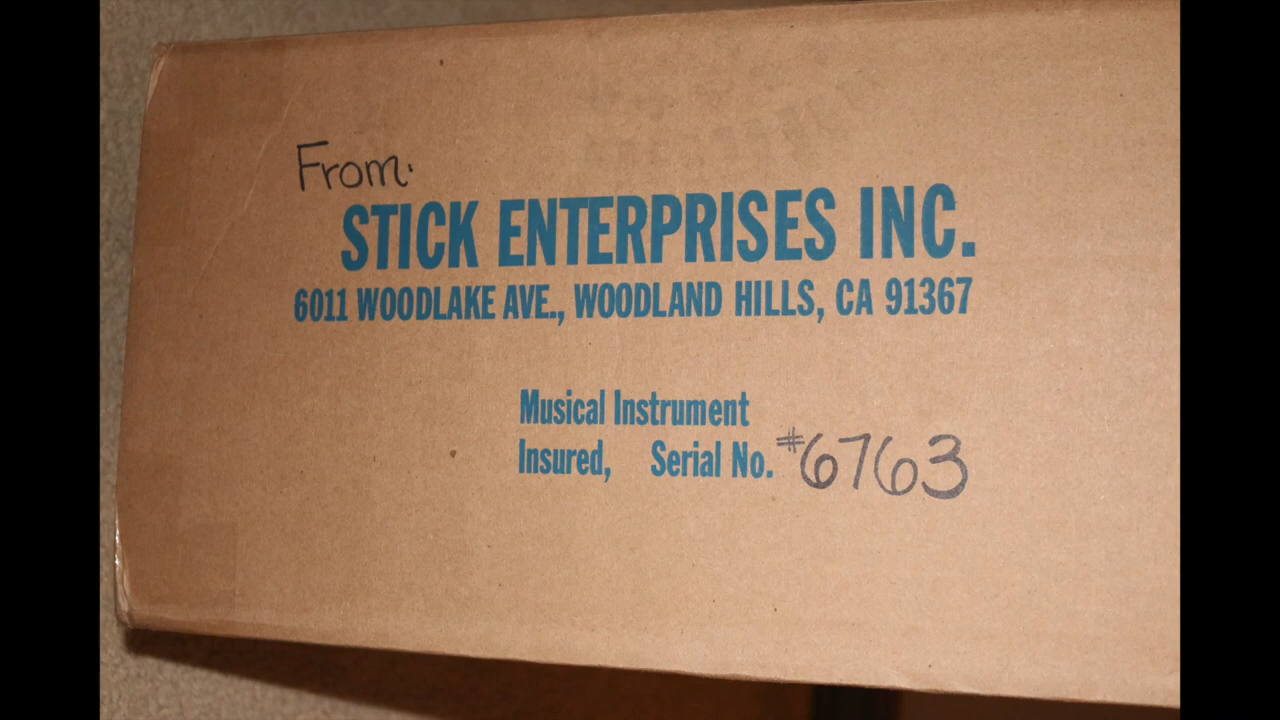 From:
STICK ENTERPRISES INC.
6011 WOODLAKE AVE., WOODLAND HILLS, CA 91367
Musical Instrument
Insured, Serial No. #6763